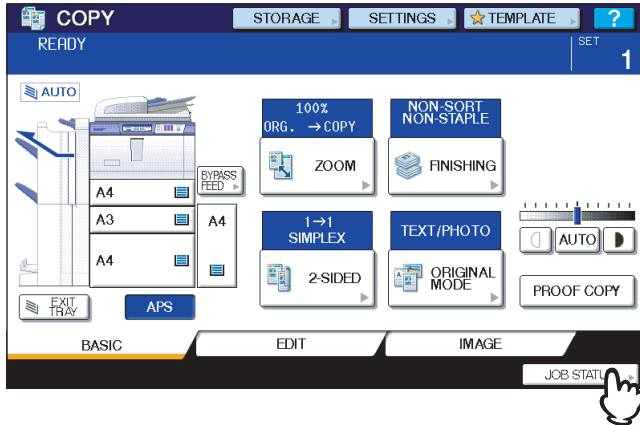 COPY
STORAGE
SETTINGS
TEMPLATE
?
READY
SET
1
AUTO
100%
ORG. →COPY
ZOOM
NON-SORT
NON-STAPLE
FINISHING
BYPASS
FEED
A4
A3
A4
A4
1→1
SIMPLEX
2-SIDED
TEXT/PHOTO
ORIGINAL
MODE
AUTO
PROOF COPY
EXIT
TRAY
APS
BASIC
EDIT
IMAGE
JOB STATU